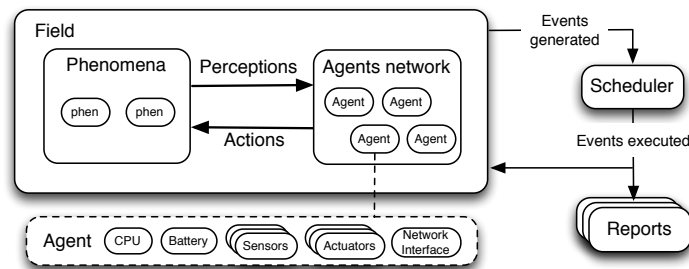 Field
Phenomena
phen
phen
Perceptions
Actions
Agents network
Agent
Agent
Agent
Agent
Events
generated
Scheduler
Events executed
Reports
Agent
CPU
Battery
Sensors
Actuators
Network
Interface